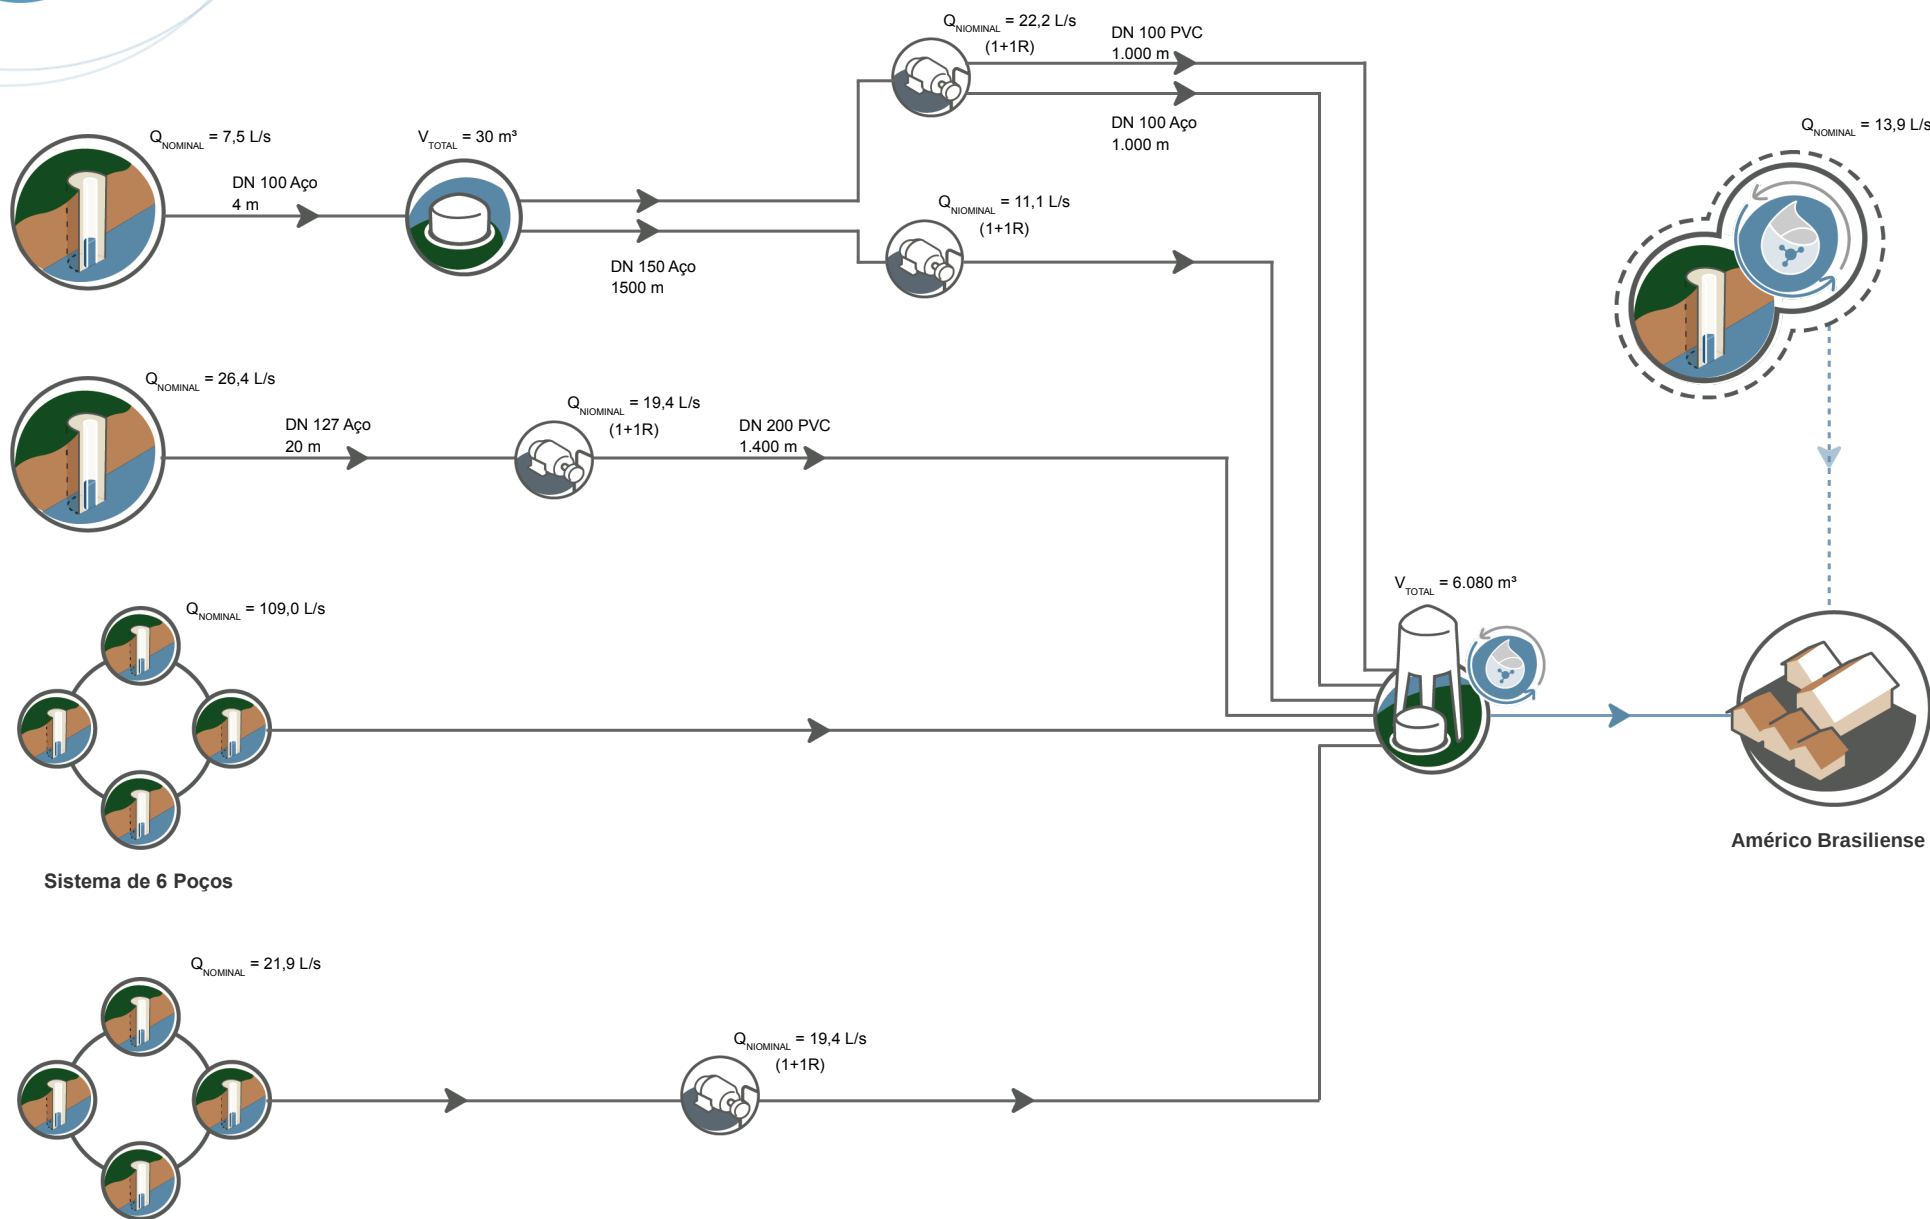 Q NIOMINAL = 22,2 L/s
(1+1R)
DN 100 PVC
1.000 m
DN 100 Aço
1.000 m
Q NOMINAL = 13,9 L/s
Q NOMINAL = 7,5 L/s
DN 100 Aço
4 m
V TOTAL = 30 m³
Q NIOMINAL = 11,1 L/s
(1+1R)
DN 150 Aço
1500 m
Q NOMINAL = 26,4 L/s
DN 127 Aço
20 m
Q NIOMINAL = 19,4 L/s
(1+1R)
DN 200 PVC
1.400 m
V TOTAL = 6.080 m³
Q NOMINAL = 109,0 L/s
Américo Brasiliense
Sistema de 6 Poços
Q NOMINAL = 21,9 L/s
Q NIOMINAL = 19,4 L/s
(1+1R)